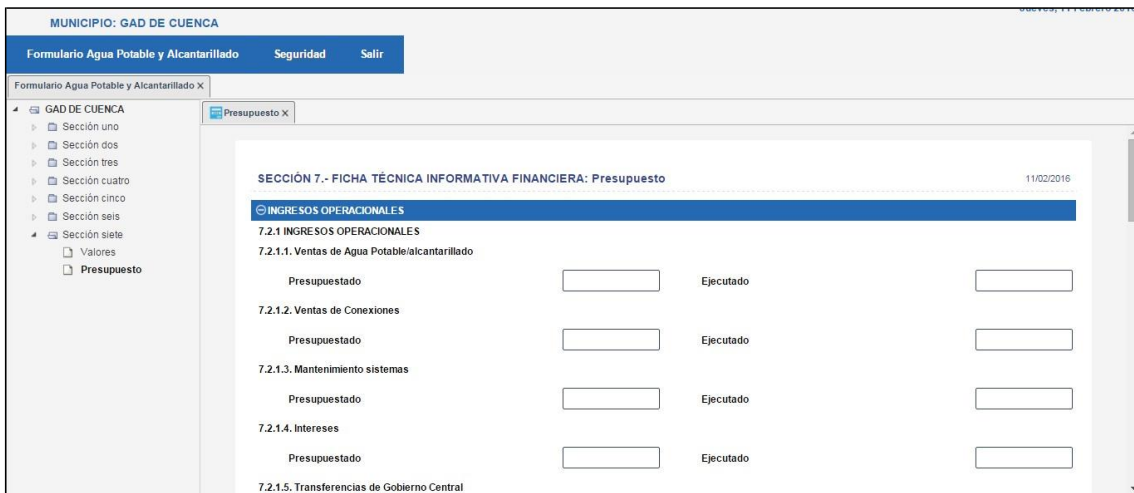 Jueves, 11 Febrero 2016
MUNICIPIO: GAD DE CUENCA
Formulario Agua Potable y Alcantarillado Seguridad Salir
Formulario Agua Potable y Alcantarillado X
GAD DE CUENCA
Sección uno
Sección dos
Sección tres
Sección cuatro
Sección cinco
Sección seis
Sección siete
Valores
Presupuesto
Presupuesto X
SECCIÓN 7.- FICHA TÉCNICA INFORMATIVA FINANCIERA: Presupuesto 11/02/2016
INGRESOS OPERACIONALES
7.2.1 INGRESOS OPERACIONALES
7.2.1.1. Ventas de Agua Potable/alcantarillado
Presupuestado Ejecutado
7.2.1.2. Ventas de Conexiones
Presupuestado Ejecutado
7.2.1.3. Mantenimiento sistemas
Presupuestado Ejecutado
7.2.1.4. Intereses
Presupuestado Ejecutado
7.2.1.5. Transferencias de Gobierno Central